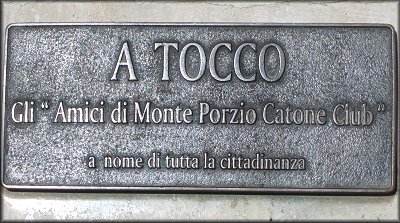 A TOCCO
Gli " Amici di Monte Porzio Catone Club "
a nome di tutta la cittadinanza